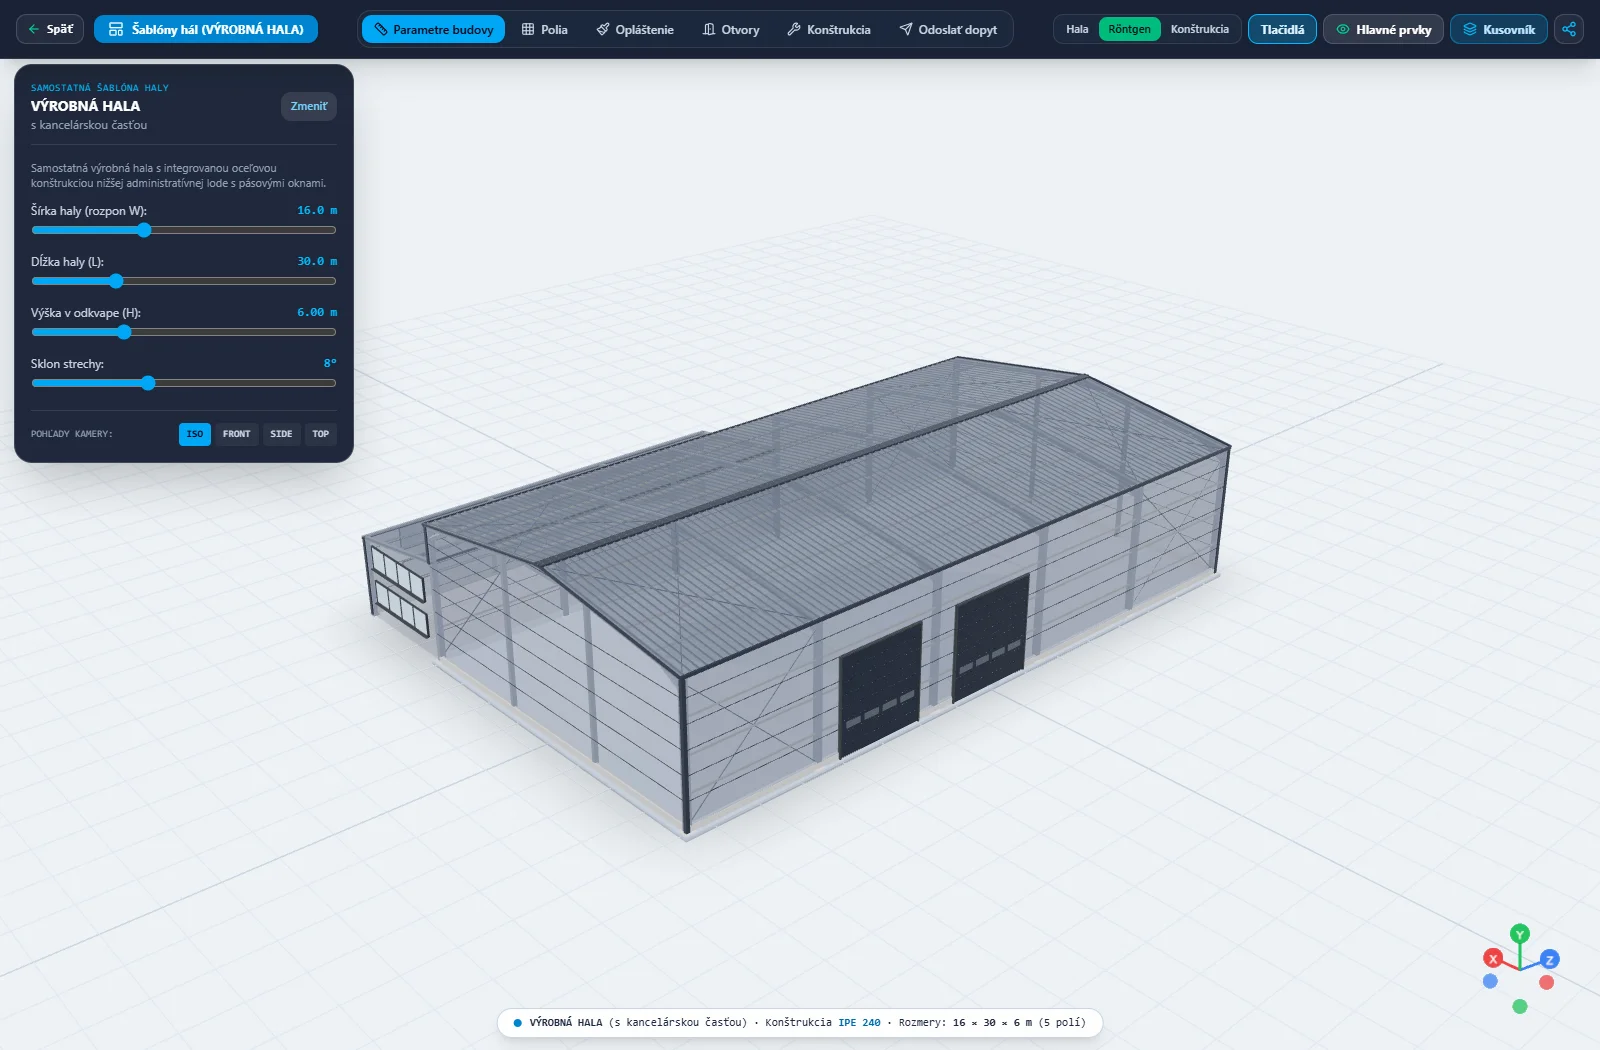 Späť
Šablóny hál (VÝROBNÁ HALA)
Parametre budovy
Polia
Opláštenie
Otvory
Konštrukcia
Odoslať dopyt
Hala
Röntgen
Konštrukcia
Tlačidlá
Hlavné prvky
Kusovník
SAMOSTATNÁ ŠABLÓNA HALY
VÝROBNÁ HALA
Zmeniť
s kancelárskou časťou
Samostatná výrobná hala s integrovanou oceľovou
konštrukciou nižšej administratívnej lode s pásovými oknami.
Šírka haly (rozpon W): 16.0 m
Dĺžka haly (L): 30.0 m
Výška v odkvape (H): 6.00 m
Sklon strechy: 8°
POHĽADY KAMERY: ISO FRONT SIDE TOP
Y
X
Z
VÝROBNÁ HALA (s kancelárskou časťou) · Konštrukcia IPE 240 · Rozmery: 16 × 30 × 6 m (5 polí)